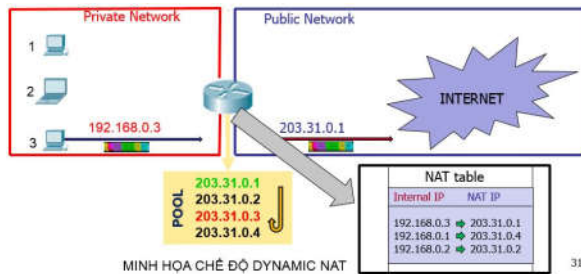 Private Network
Public Network
1
2
3
192.168.0.3
203.31.0.1
INTERNET
POOL
203.31.0.1
203.31.0.2
203.31.0.3
203.31.0.4
NAT table
Internal IP NAT IP
192.168.0.3 203.31.0.1
192.168.0.1 203.31.0.4
192.168.0.2 203.31.0.2
MINH HỌA CHẾ ĐỘ DYNAMIC NAT
31